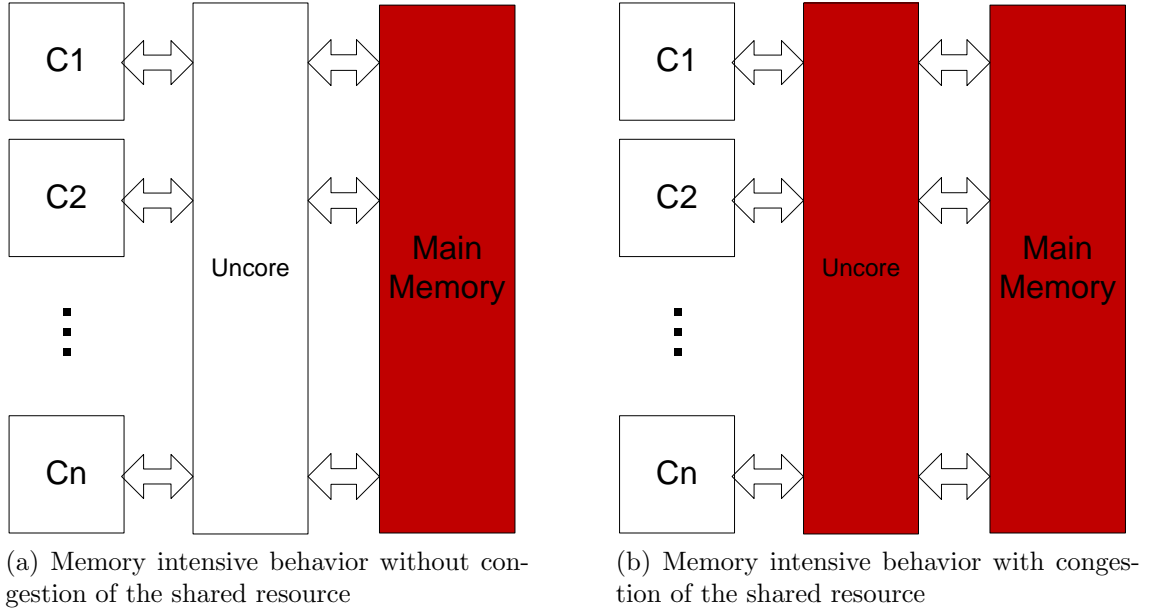 C1
C2
Cn
Uncore
Main
Memory
(a) Memory intensive behavior without con-
gestion of the shared resource
C1
C2
Cn
Uncore
Main
Memory
(b) Memory intensive behavior with conges-
tion of the shared resource